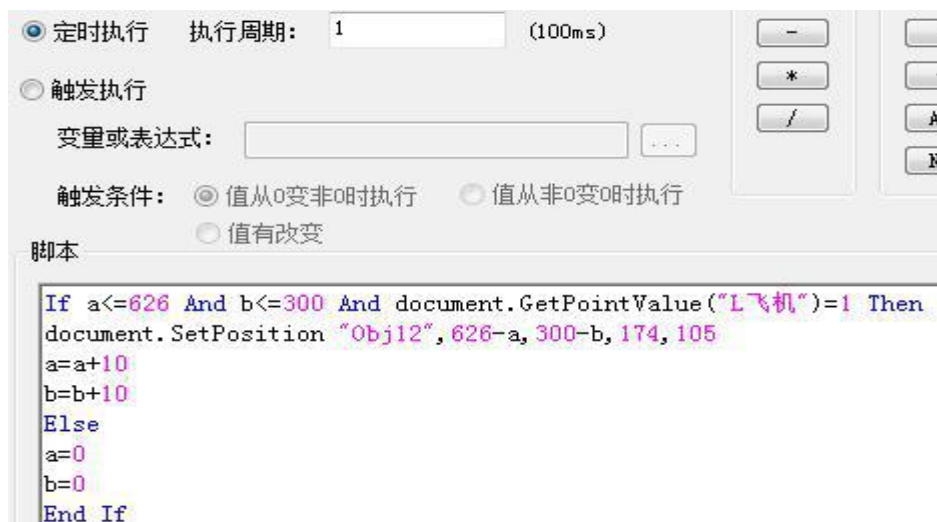 定时执行 执行周期： 1 (100ms) -
*
触发执行
/
变量或表达式： ...
触发条件： 值从0变非0时执行 值从非0变0时执行
值有改变
脚本
If a<=626 And b<=300 And document.GetPointValue("L飞机")=1 Then
document.SetPosition "Obj12",626-a,300-b,174,105
a=a+10
b=b+10
Else
a=0
b=0
End If